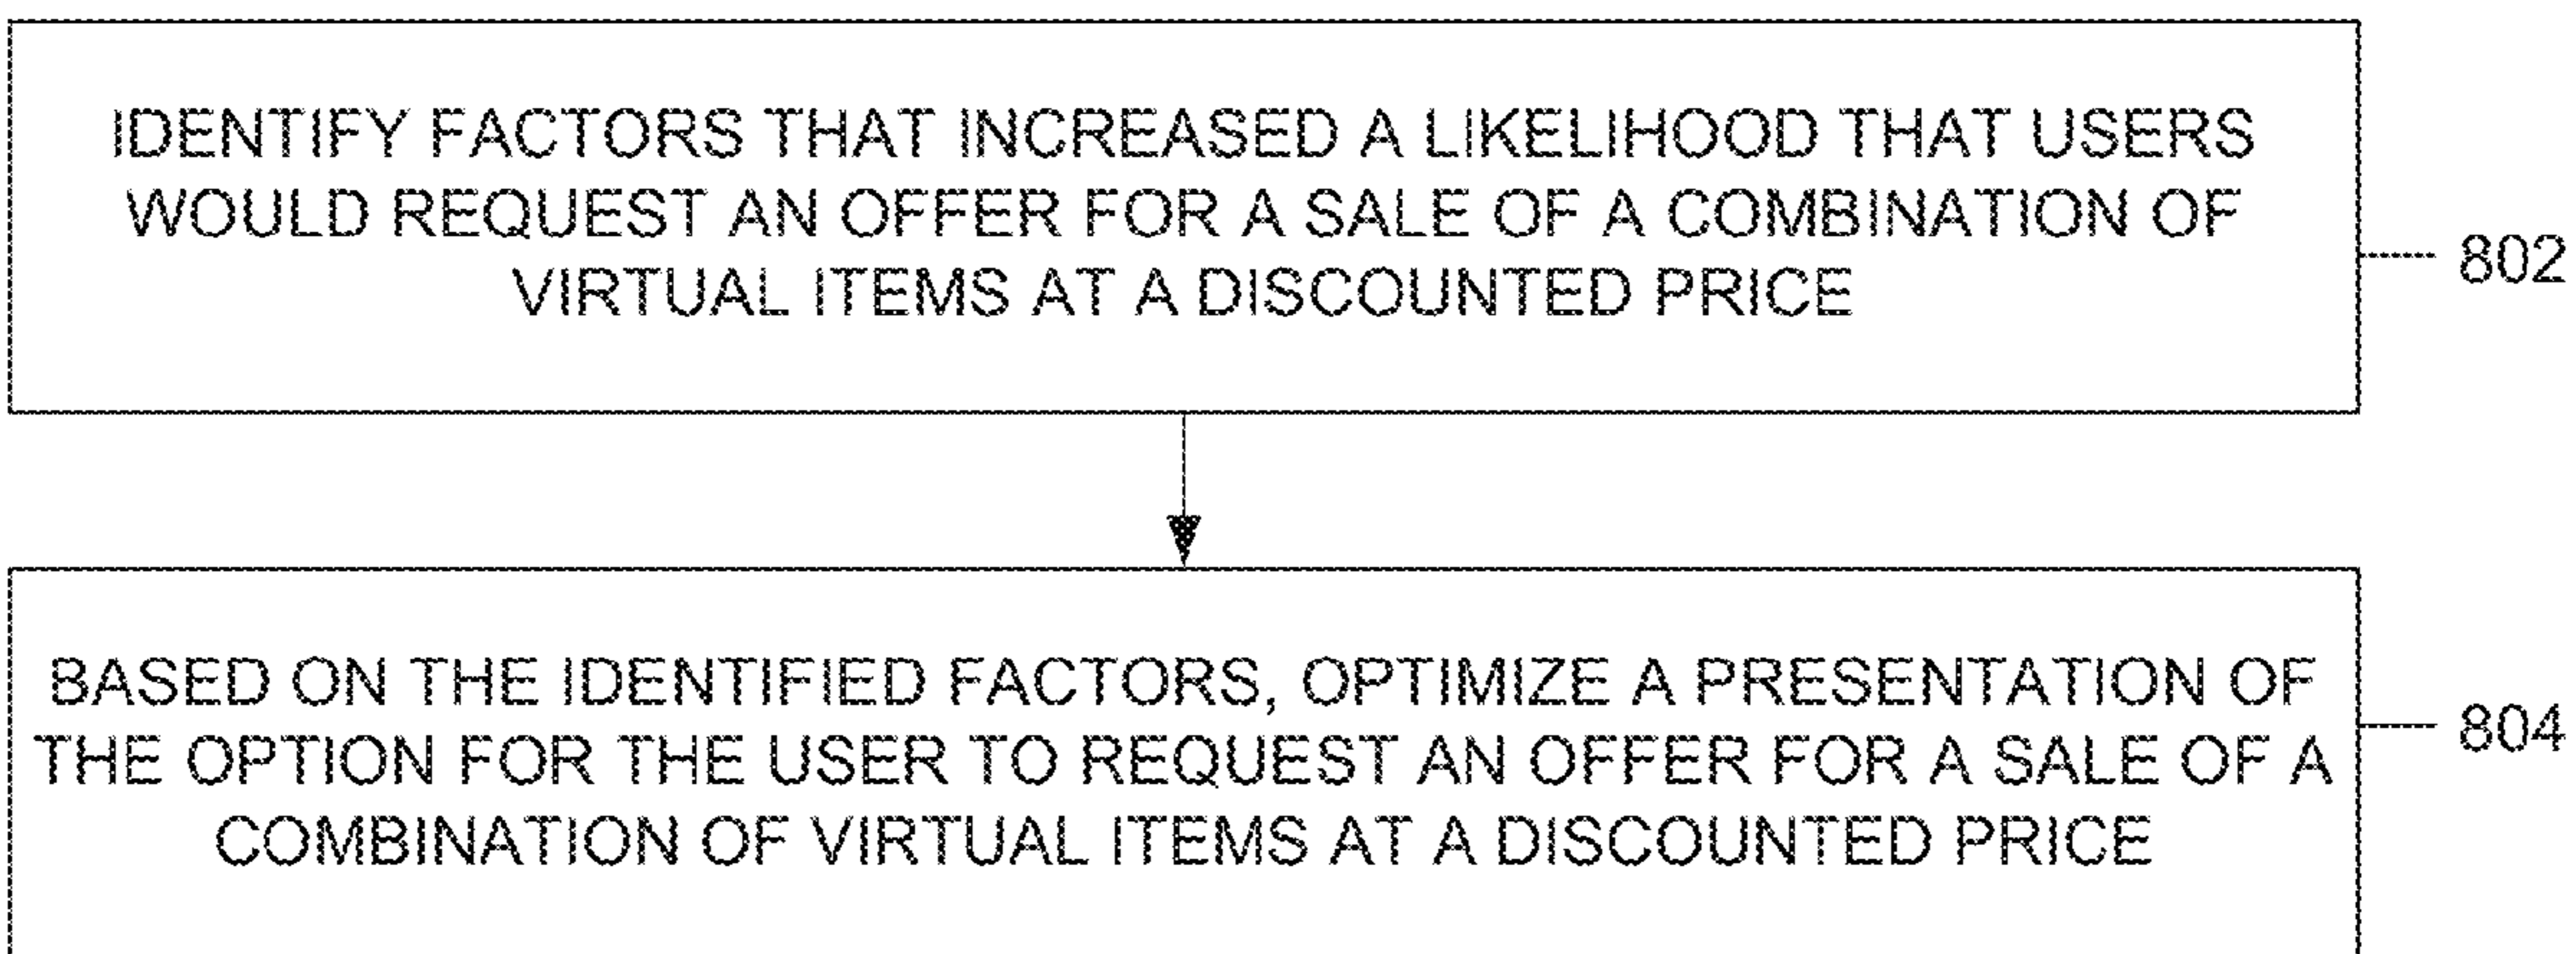 IDENTIFY FACTORS THAT INCREASED A LIKELIHOOD THAT USERS
WOULD REQUEST AN OFFER FOR A SALE OF A COMBINATION OF
VIRTUAL ITEMS AT A DISCOUNTED PRICE
802
BASED ON THE IDENTIFIED FACTORS, OPTIMIZE A PRESENTATION OF
THE OPTION FOR THE USER TO REQUEST AN OFFER FOR A SALE OF A
COMBINATION OF VIRTUAL ITEMS AT A DISCOUNTED PRICE
804